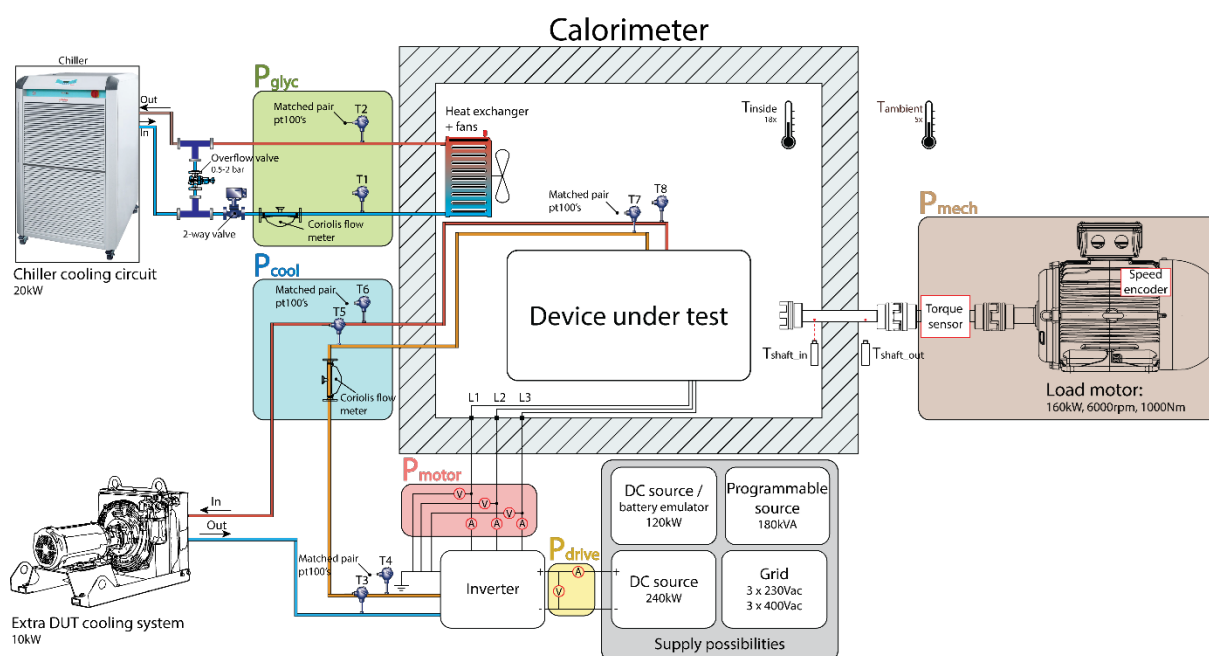 Calorimeter
Chiller
Out
In
Overflow valve
0.5-2 bar
2-way valve
Chiller cooling circuit
20kW
Pglyc
Matched pair
pt100's
T2
T1
Coriolis flow
meter
Heat exchanger
+ fans
Tinside
18x
Tambient
5x
Matched pair
pt100's
T7
T8
Pcool
Matched pair
pt100's
T6
T5
Coriolis flow
meter
Device under test
L1
L2
L3
Tshaft_in
Tshaft_out
Pmech
Speed
encoder
Torque
sensor
Load motor:
160kW, 6000rpm, 1000Nm
In
Out
Extra DUT cooling system
10kW
Matched pair
pt100's
T4
T3
Pmotor
V
V
V
A
A
A
Inverter
+
-
Pdrive
A
V
+
-
DC source /
battery emulator
120kW
Programmable
source
180kVA
DC source
240kW
Grid
3 x 230Vac
3 x 400Vac
Supply possibilities